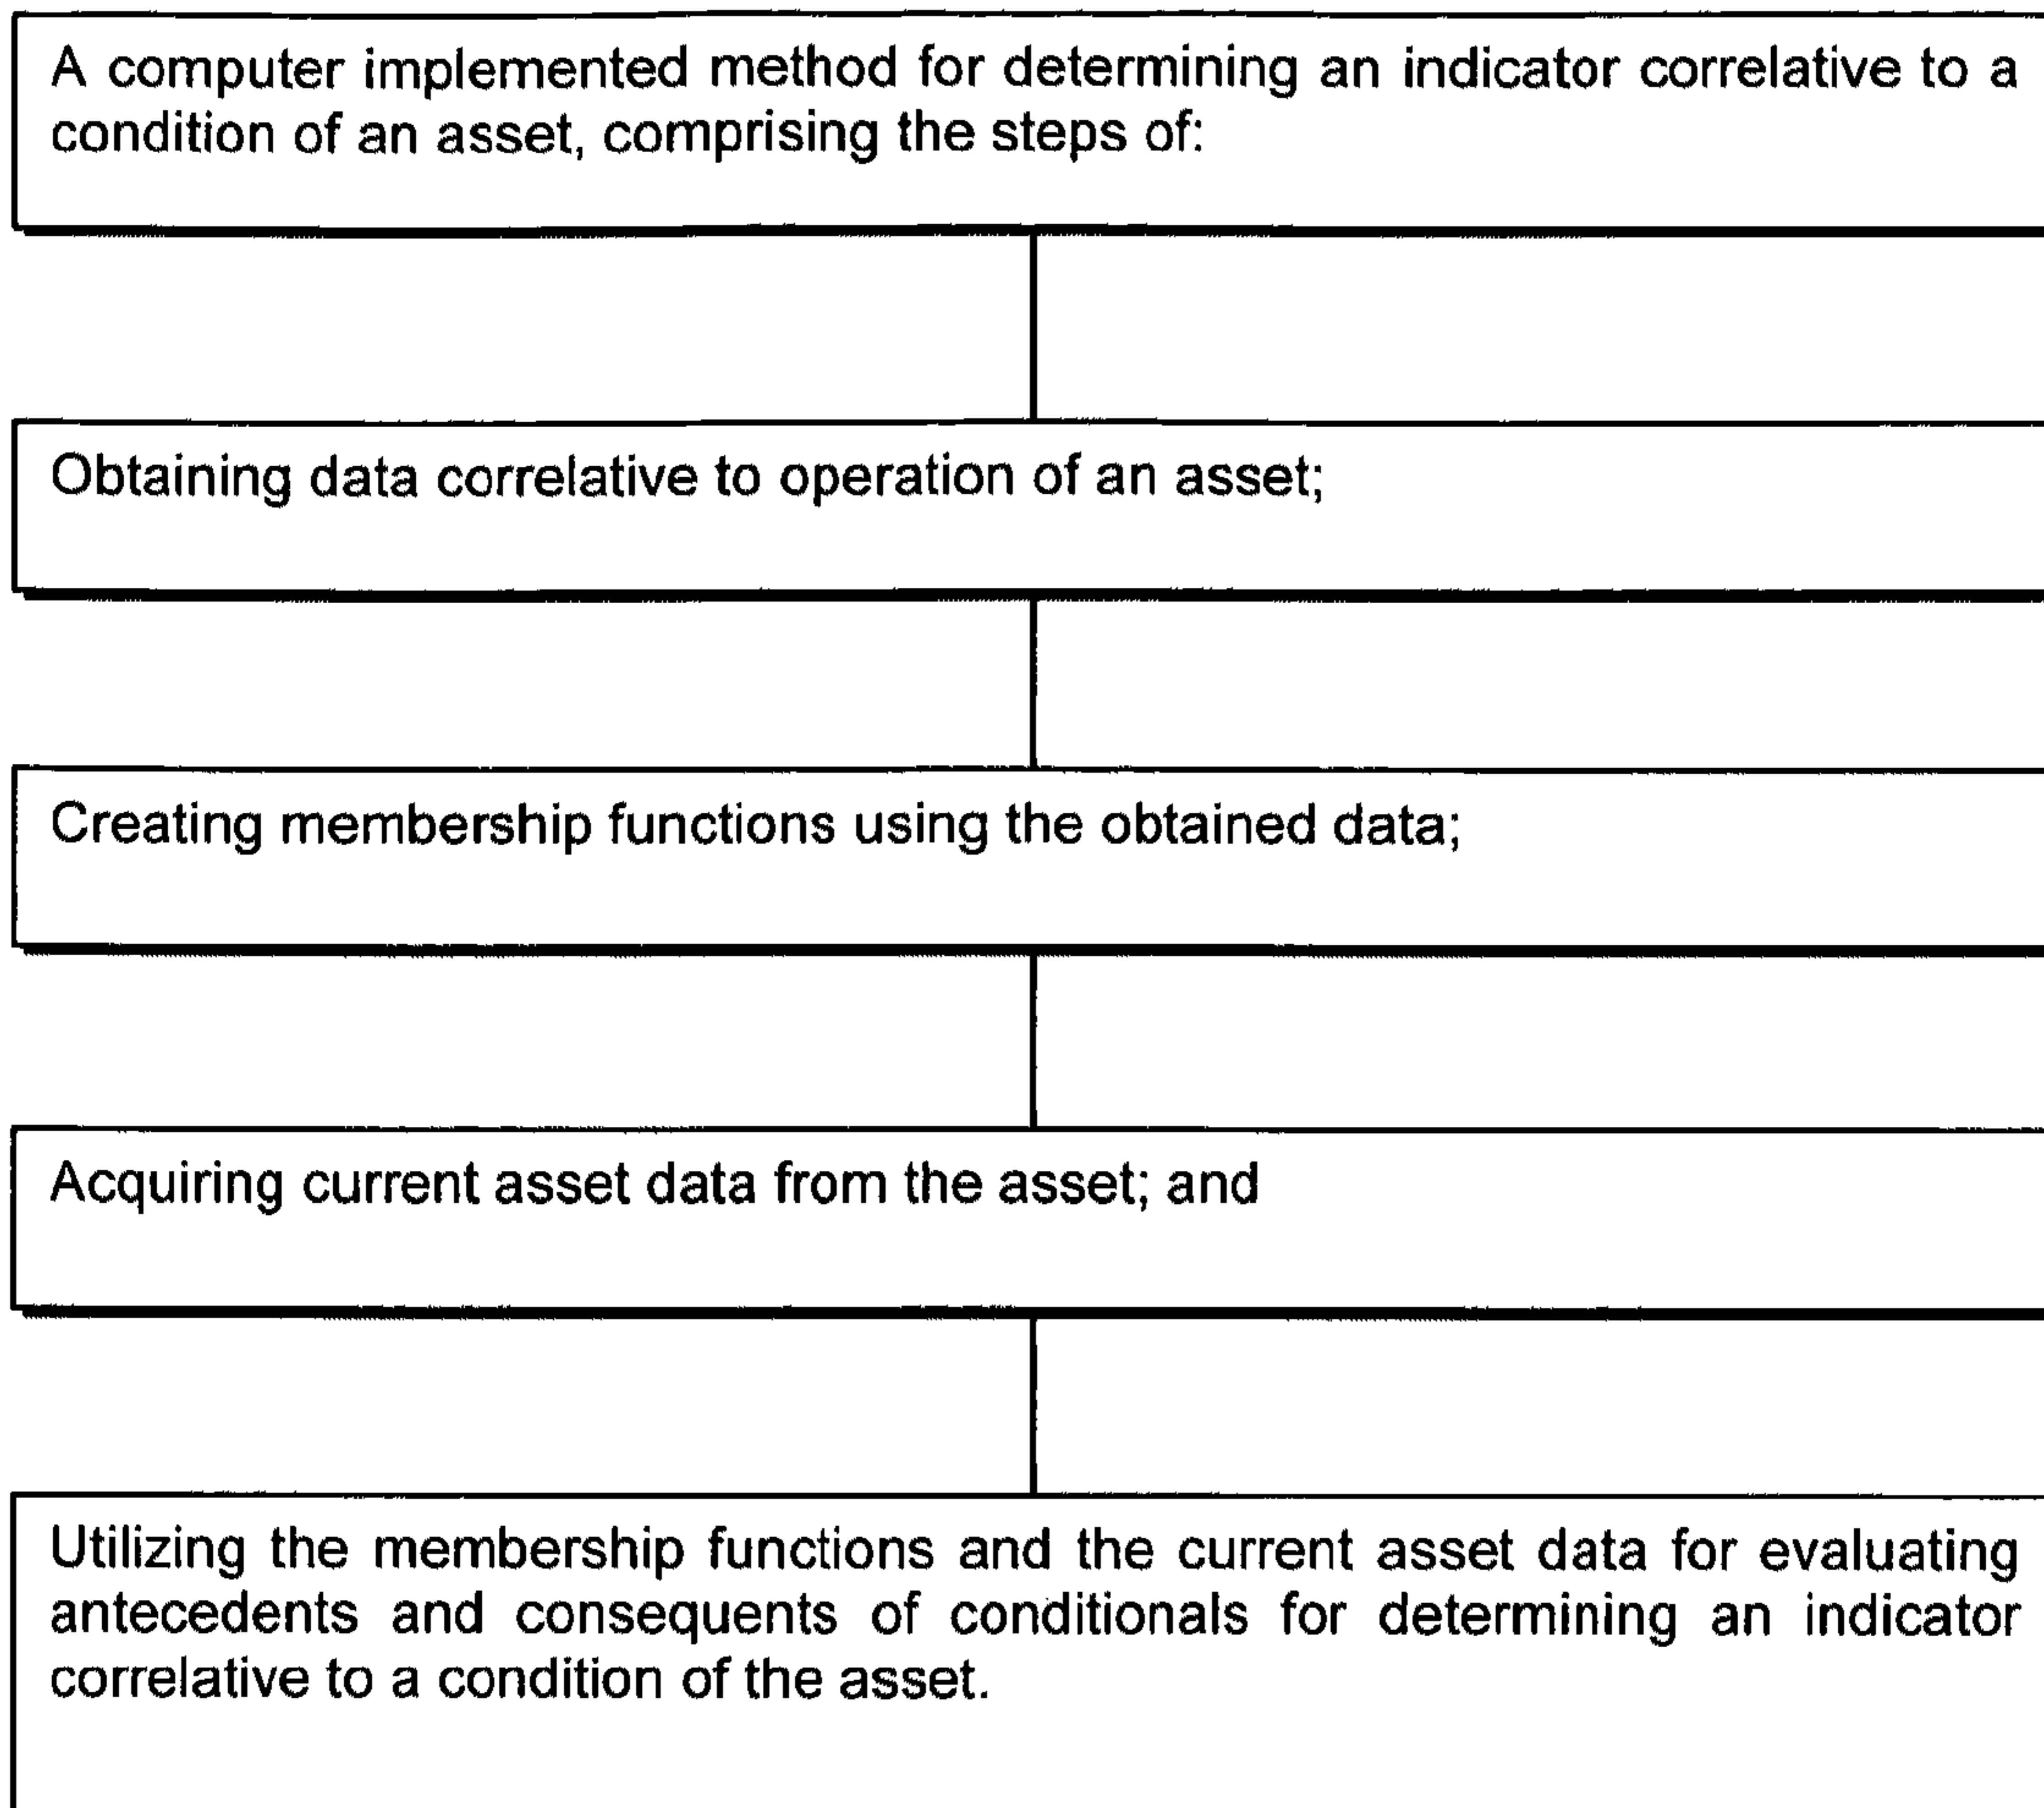 A computer implemented method for determining an indicator correlative to a
condition of an asset, comprising the steps of:
Obtaining data correlative to operation of an asset;
Creating membership functions using the obtained data;
Acquiring current asset data from the asset; and
Utilizing the membership functions and the current asset data for evaluating
antecedents and consequents of conditionals for determining an indicator
correlative to a condition of the asset.